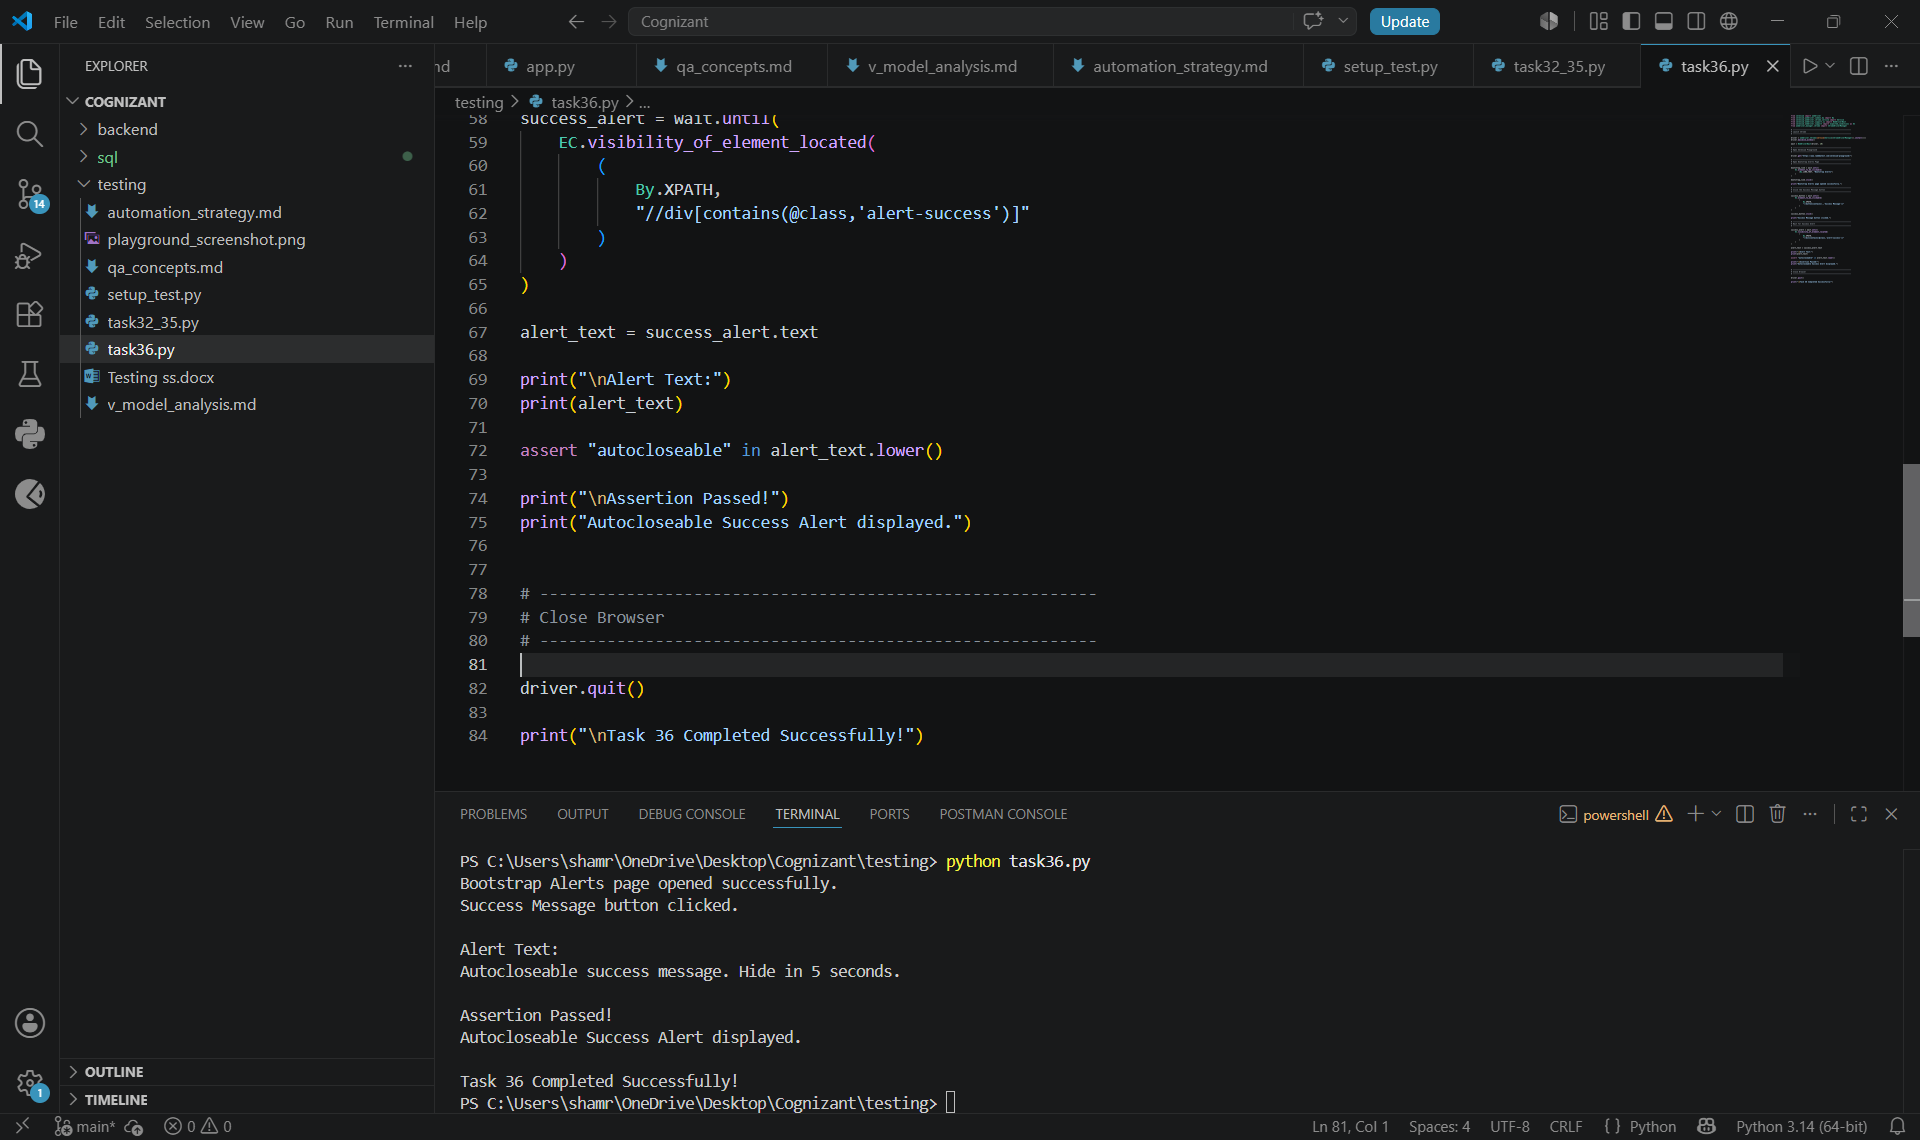 File Edit Selection View Go Run Terminal Help
Cognizant
Update
EXPLORER
COGNIZANT
backend
sql
testing
automation_strategy.md
playground_screenshot.png
qa_concepts.md
setup_test.py
task32_35.py
task36.py
Testing ss.docx
v_model_analysis.md
OUTLINE
TIMELINE
14
1
nd app.py qa_concepts.md v_model_analysis.md automation_strategy.md setup_test.py task32_35.py task36.py
testing > task36.py > ...
58 success_alert = wait.until(
59 EC.visibility_of_element_located(
60 (
61 By.XPATH,
62 "//div[contains(@class,'alert-success')]"
63 )
64 )
65 )
66
67 alert_text = success_alert.text
68
69 print("\nAlert Text:")
70 print(alert_text)
71
72 assert "autocloseable" in alert_text.lower()
73
74 print("\nAssertion Passed!")
75 print("Autocloseable Success Alert displayed.")
76
77
78 # ----------------------------------------------------------
79 # Close Browser
80 # ----------------------------------------------------------
81
82 driver.quit()
83
84 print("\nTask 36 Completed Successfully!")
PROBLEMS OUTPUT DEBUG CONSOLE TERMINAL PORTS POSTMAN CONSOLE
powershell
PS C:\Users\shamr\OneDrive\Desktop\Cognizant\testing> python task36.py
Bootstrap Alerts page opened successfully.
Success Message button clicked.
Alert Text:
Autocloseable success message. Hide in 5 seconds.
Assertion Passed!
Autocloseable Success Alert displayed.
Task 36 Completed Successfully!
PS C:\Users\shamr\OneDrive\Desktop\Cognizant\testing>
main* 0 0 Ln 81, Col 1 Spaces: 4 UTF-8 CRLF { } Python Python 3.14 (64-bit)